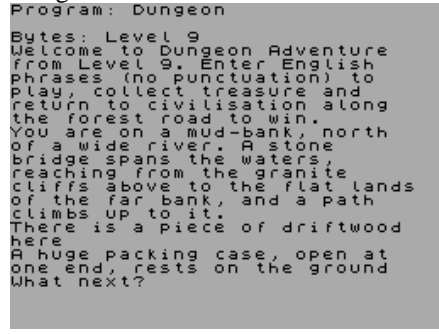 Program: Dungeon
Bytes: Level 9
Welcome to Dungeon Adventure
from Level 9. Enter English
phrases (no punctuation) to
play, collect treasure and
return to civilisation along
the forest road to win.
You are on a mud-bank, north
of a wide river. A stone
bridge spans the waters,
reaching from the granite
cliffs above to the flat lands
of the far bank, and a path
climbs up to it.
There is a piece of driftwood
here
A huge packing case, open at
one end, rests on the ground
What next?